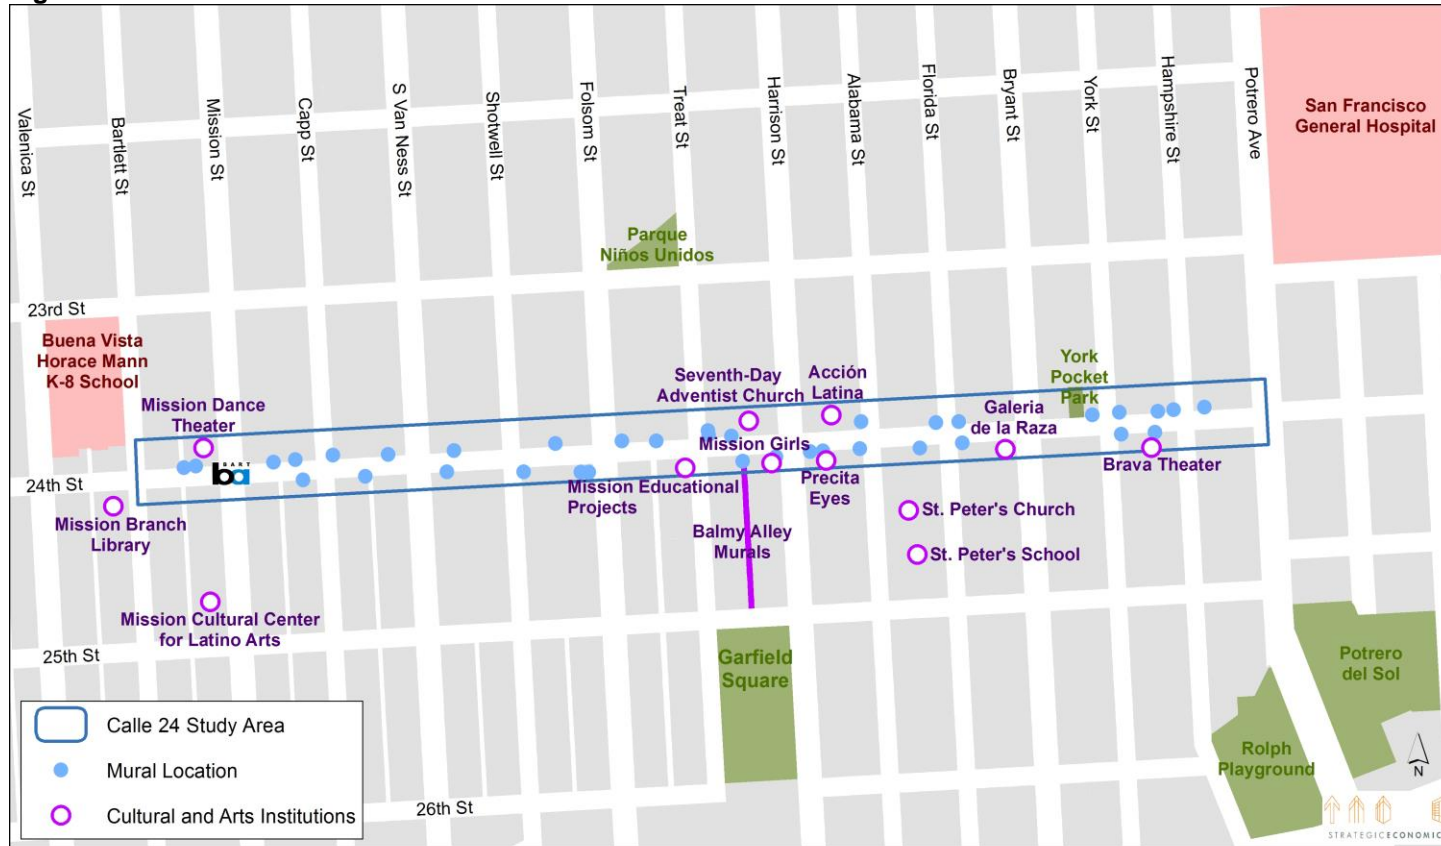 Valenica St
Bartlett St
Mission St
Capp St
S Van Ness St
Shotwell St
Folsom St
Treat St
Harrison St
Alabama St
Florida St
Bryant St
York St
Hampshire St
Potrero Ave
San Francisco
General Hospital
Parque
Niños Unidos
23rd St
Buena Vista
Horace Mann
K-8 School
Mission Dance
Theater
Seventh-Day
Adventist Church
Acción
Latina
York
Pocket
Park
Galeria
de la Raza
Mission Girls
BART
ba
24th St
Mission Educational
Projects
Precita
Eyes
Brava Theater
Mission Branch
Library
Balmy Alley
Murals
St. Peter's Church
St. Peter's School
Mission Cultural Center
for Latino Arts
25th St
Garfield
Square
Potrero
del Sol
Rolph
Playground
26th St
Calle 24 Study Area
Mural Location
Cultural and Arts Institutions
N
STRATEGICECONOMIC